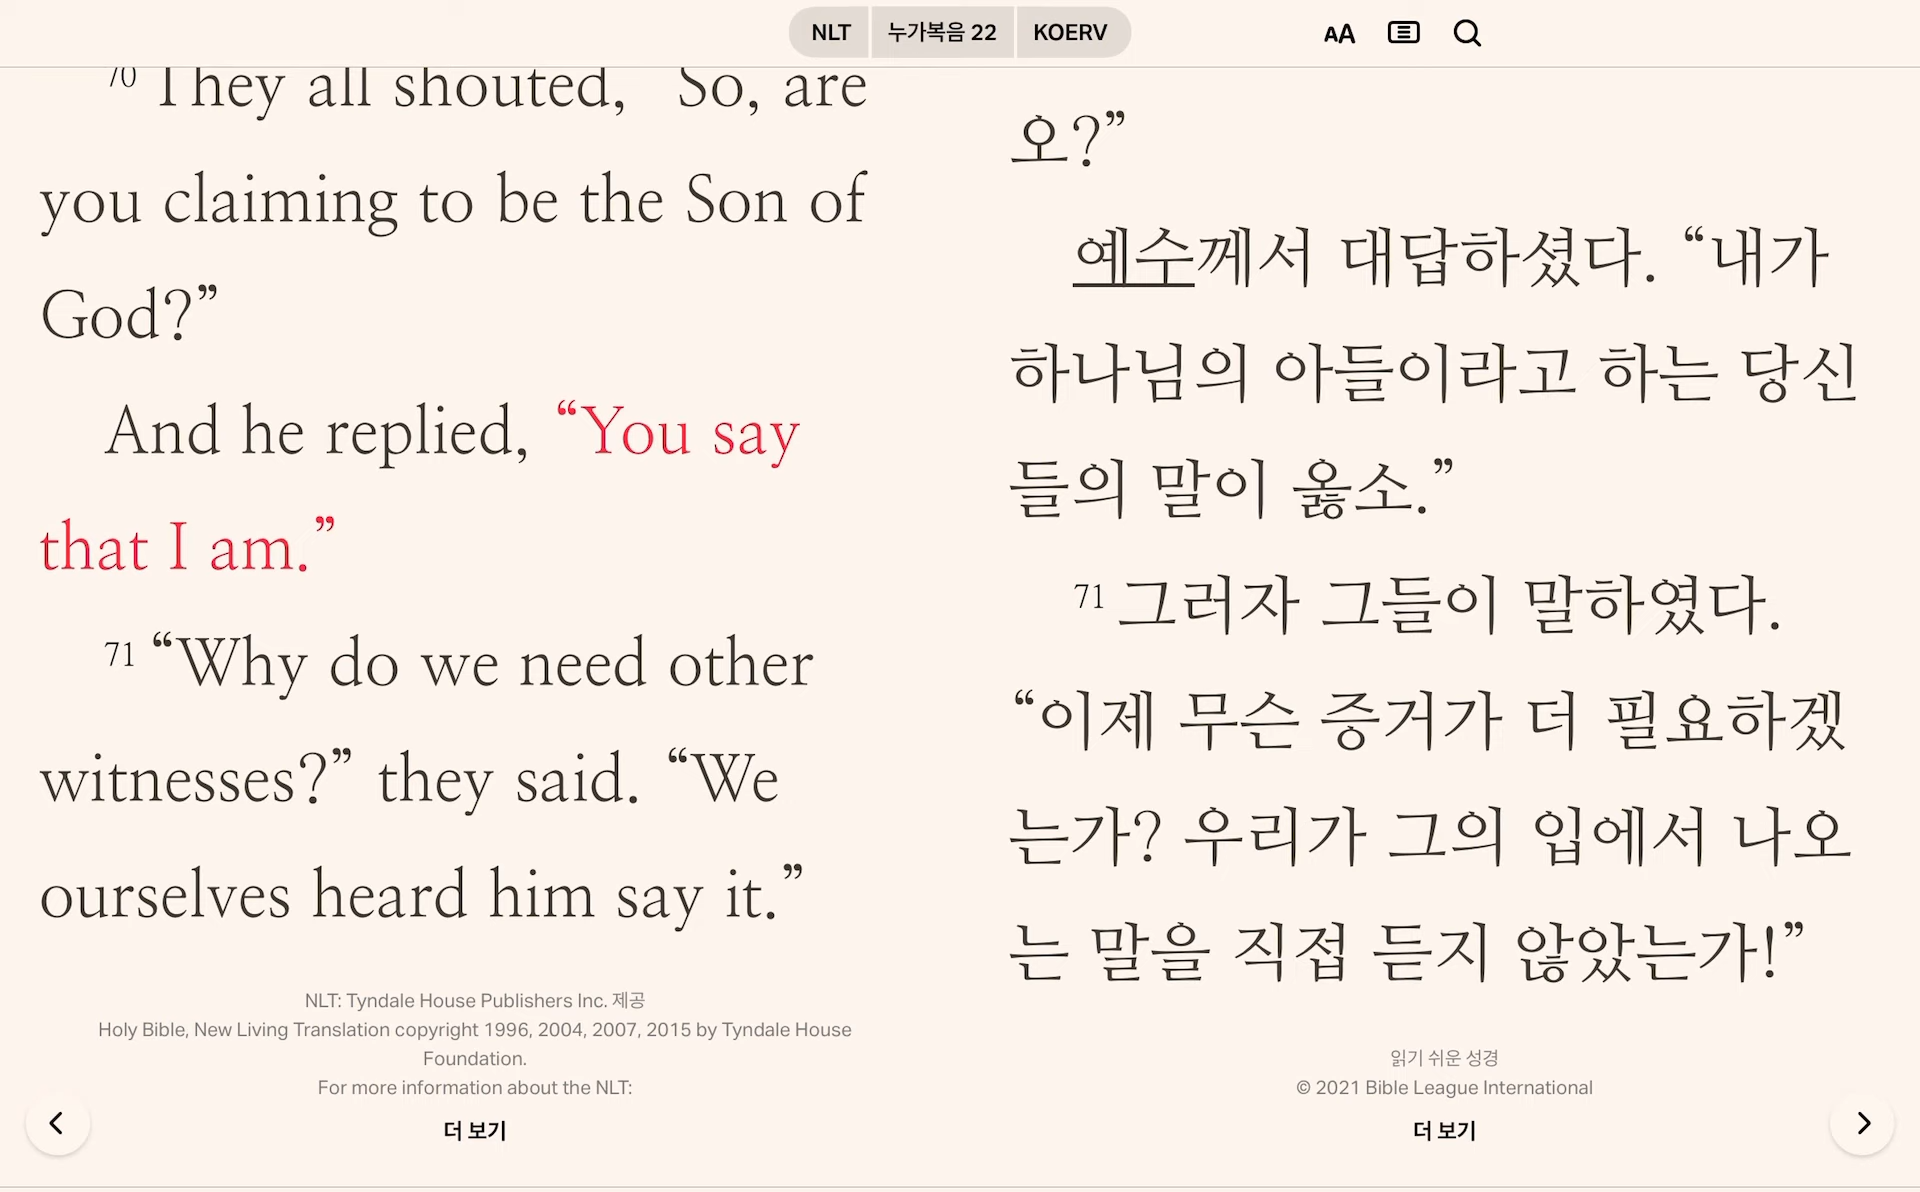 NLT
누가복음 22
KOERV
AA
70 They all shouted, “So, are
you claiming to be the Son of
God?”
And he replied, “You say
that I am.”
71 “Why do we need other
witnesses?” they said. “We
ourselves heard him say it.”
NLT: Tyndale House Publishers Inc. 제공
Holy Bible, New Living Translation copyright 1996, 2004, 2007, 2015 by Tyndale House
Foundation.
For more information about the NLT:
더 보기
오?”
예수께서 대답하셨다. “내가
하나님의 아들이라고 하는 당신
들의 말이 옳소.”
71 그러자 그들이 말하였다.
“이제 무슨 증거가 더 필요하겠
는가? 우리가 그의 입에서 나오
는 말을 직접 듣지 않았는가!”
읽기 쉬운 성경
© 2021 Bible League International
더 보기